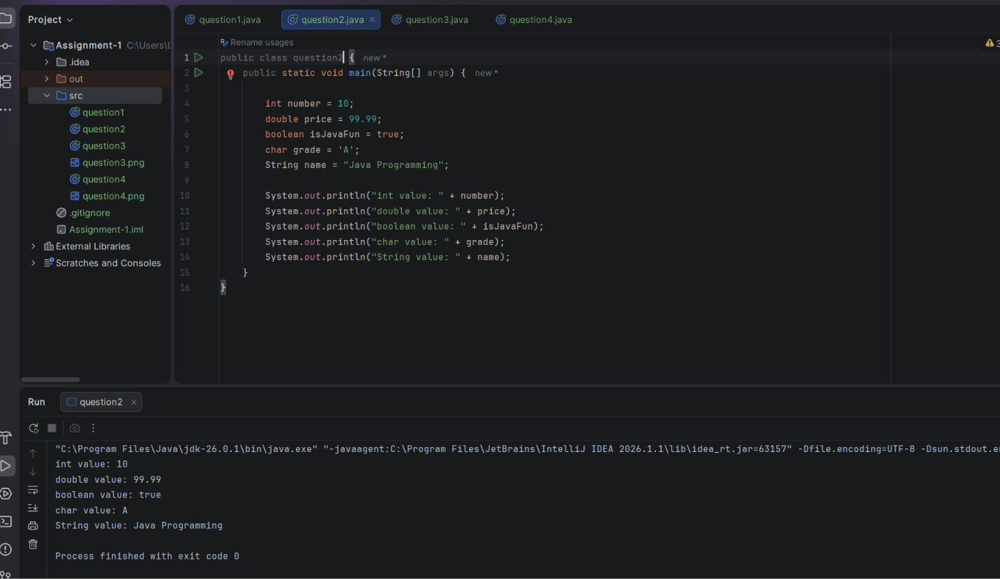 Project
Assignment-1 C:\Users\L
.idea
out
src
question1
question2
question3
question3.png
question4
question4.png
.gitignore
Assignment-1.iml
External Libraries
Scratches and Consoles
question1.java question2.java question3.java question4.java
Rename usages
3
1 public class question2 { new *
2 public static void main(String[] args) { new *
3
4 int number = 10;
5 double price = 99.99;
6 boolean isJavaFun = true;
7 char grade = 'A';
8 String name = "Java Programming";
9
10 System.out.println("int value: " + number);
11 System.out.println("double value: " + price);
12 System.out.println("boolean value: " + isJavaFun);
13 System.out.println("char value: " + grade);
14 System.out.println("String value: " + name);
15 }
16 }
Run question2
"C:\Program Files\Java\jdk-26.0.1\bin\java.exe" "-javaagent:C:\Program Files\JetBrains\IntelliJ IDEA 2026.1.1\lib\idea_rt.jar=63157" -Dfile.encoding=UTF-8 -Dsun.stdout.e
int value: 10
double value: 99.99
boolean value: true
char value: A
String value: Java Programming
Process finished with exit code 0